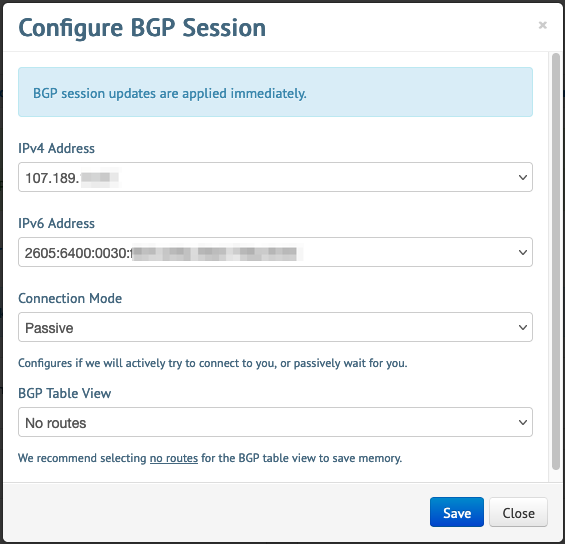 Configure BGP Session
×
BGP session updates are applied immediately.
IPv4 Address
107.189.
IPv6 Address
2605:6400:0030:
Connection Mode
Passive
Configures if we will actively try to connect to you, or passively wait for you.
BGP Table View
No routes
We recommend selecting no routes for the BGP table view to save memory.
Save
Close